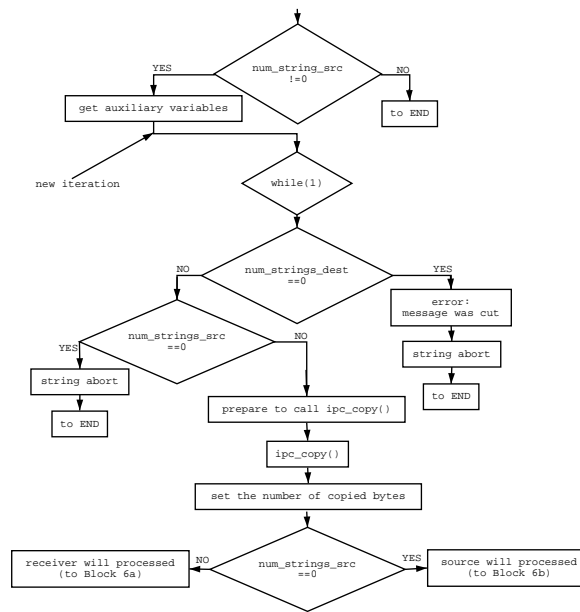 num_string_src
!=0
YES
NO
get auxiliary variables
to END
new iteration
while(1)
num_strings_dest
==0
NO
YES
error:
message was cut
num_strings_src
==0
YES
NO
string abort
string abort
to END
to END
prepare to call ipc_copy()
ipc_copy()
set the number of copied bytes
num_strings_src
==0
NO
YES
receiver will processed
(to Block 6a)
source will processed
(to Block 6b)